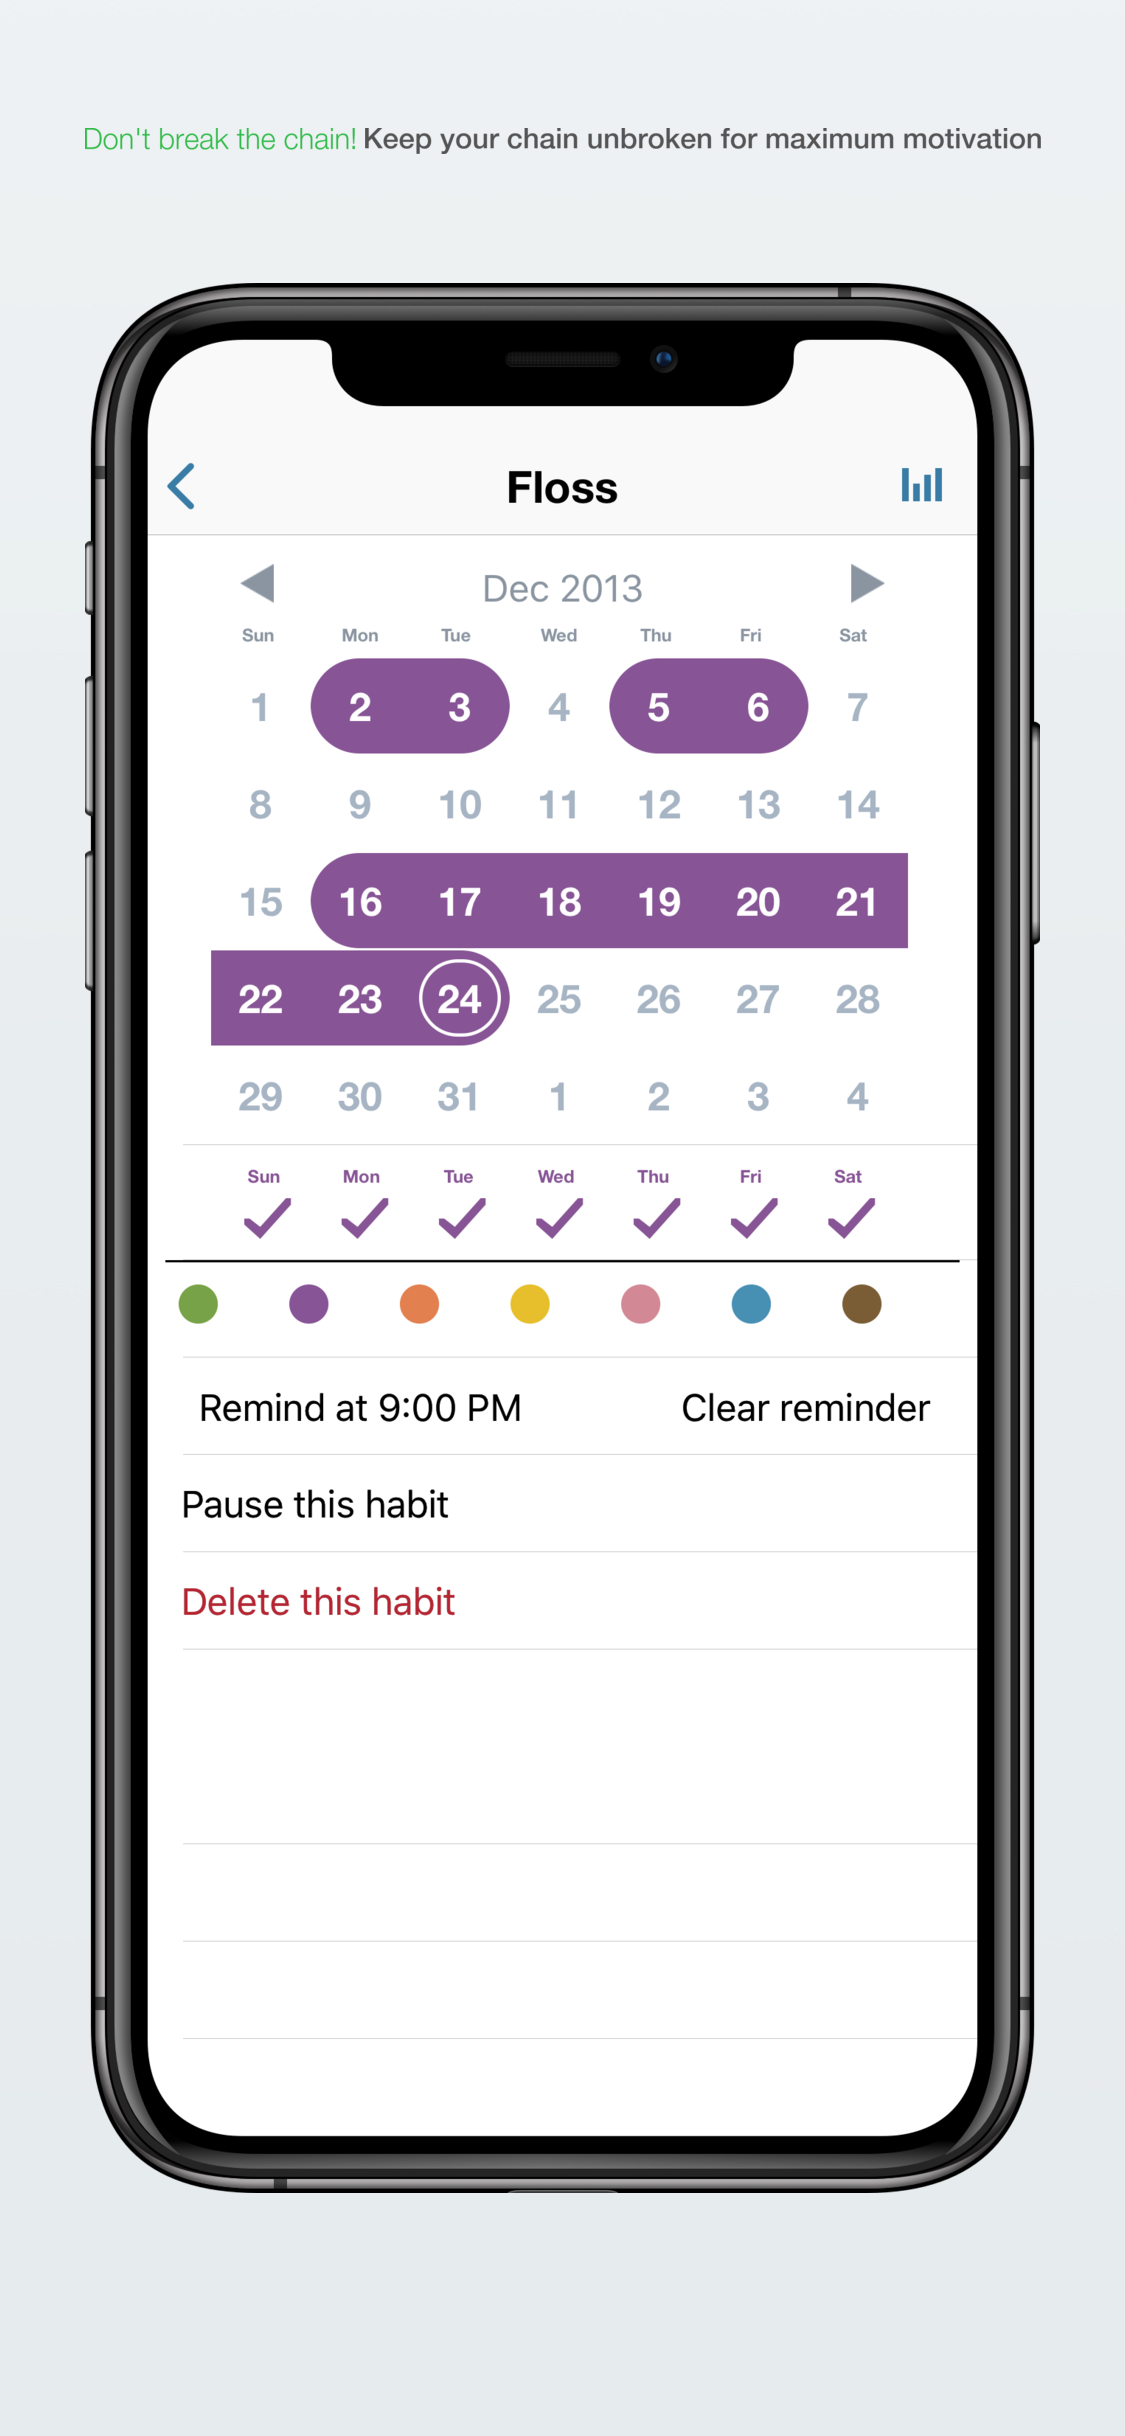 Don't break the chain! Keep your chain unbroken for maximum motivation
Floss
Dec 2013
Sun Mon Tue Wed Thu Fri Sat
1 2 3 4 5 6 7
8 9 10 11 12 13 14
15 16 17 18 19 20 21
22 23 24 25 26 27 28
29 30 31 1 2 3 4
Sun Mon Tue Wed Thu Fri Sat
Remind at 9:00 PM Clear reminder
Pause this habit
Delete this habit